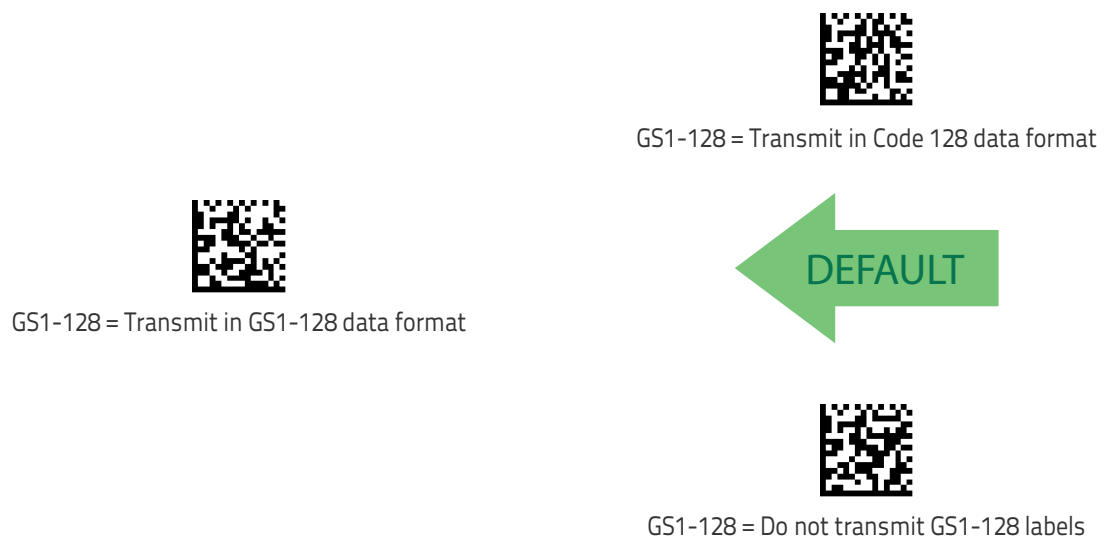 GS1-128 = Transmit in Code 128 data format
DEFAULT
GS1-128 = Transmit in GS1-128 data format
GS1-128 = Do not transmit GS1-128 labels